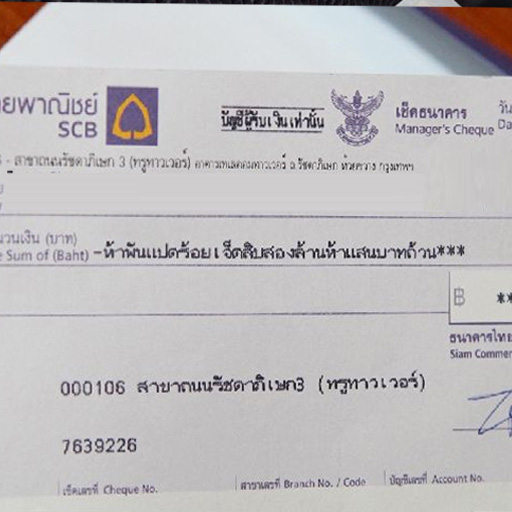 ยพาณิชย์
SCB
บัญชีผู้รับเงินเท่านั้น
เช็คธนาคาร
Manager's Cheque
วัน
Da
- สาขาถนนรัชดาภิเษก 3 (ทรูทาวเวอร์)
นวนเงิน (บาท)
Sum of (Baht) -ห้าพันแปดร้อยเจ็ดสิบสองล้านห้าแสนบาทถ้วน***
฿ **
ธนาคารไทย
Siam Commer
000106 สาขาถนนรัชดาภิเษก3 (ทรูทาวเวอร์)
7639226
เช็คเลขที่ Cheque No.
สาขาเลขที่ Branch No. / Code
บัญชีเลขที่ Account No.